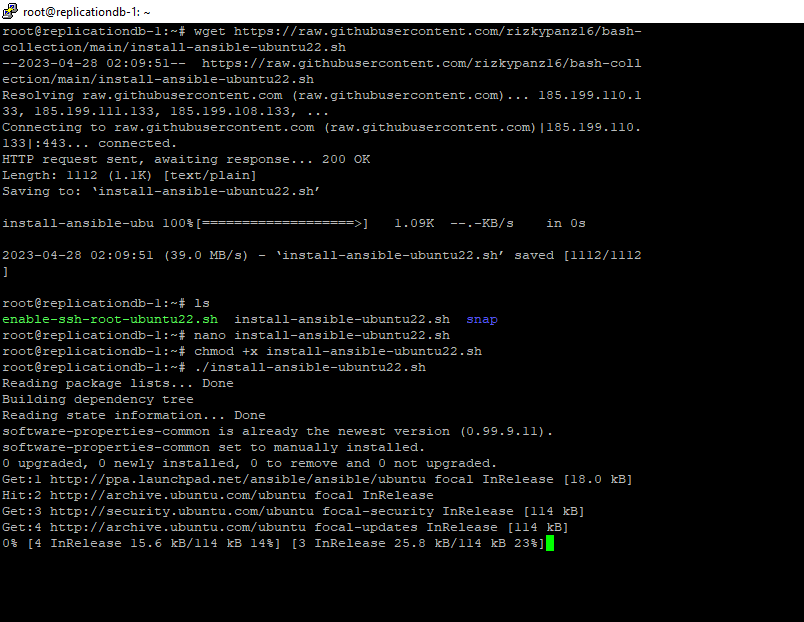 root@replicationdb-1: ~
root@replicationdb-1:~# wget https://raw.githubusercontent.com/rizkypanz16/bash-
collection/main/install-ansible-ubuntu22.sh
--2023-04-28 02:09:51--  https://raw.githubusercontent.com/rizkypanz16/bash-coll
ection/main/install-ansible-ubuntu22.sh
Resolving raw.githubusercontent.com (raw.githubusercontent.com)... 185.199.110.1
33, 185.199.111.133, 185.199.108.133, ...
Connecting to raw.githubusercontent.com (raw.githubusercontent.com)|185.199.110.
133|:443... connected.
HTTP request sent, awaiting response... 200 OK
Length: 1112 (1.1K) [text/plain]
Saving to: ‘install-ansible-ubuntu22.sh’
install-ansible-ubu 100%[===================>]   1.09K  --.-KB/s    in 0s
2023-04-28 02:09:51 (39.0 MB/s) - ‘install-ansible-ubuntu22.sh’ saved [1112/1112
]
root@replicationdb-1:~# ls
enable-ssh-root-ubuntu22.sh  install-ansible-ubuntu22.sh  snap
root@replicationdb-1:~# nano install-ansible-ubuntu22.sh
root@replicationdb-1:~# chmod +x install-ansible-ubuntu22.sh
root@replicationdb-1:~# ./install-ansible-ubuntu22.sh
Reading package lists... Done
Building dependency tree
Reading state information... Done
software-properties-common is already the newest version (0.99.9.11).
software-properties-common set to manually installed.
0 upgraded, 0 newly installed, 0 to remove and 0 not upgraded.
Get:1 http://ppa.launchpad.net/ansible/ansible/ubuntu focal InRelease [18.0 kB]
Hit:2 http://archive.ubuntu.com/ubuntu focal InRelease
Get:3 http://security.ubuntu.com/ubuntu focal-security InRelease [114 kB]
Get:4 http://archive.ubuntu.com/ubuntu focal-updates InRelease [114 kB]
0% [4 InRelease 15.6 kB/114 kB 14%] [3 InRelease 25.8 kB/114 kB 23%]